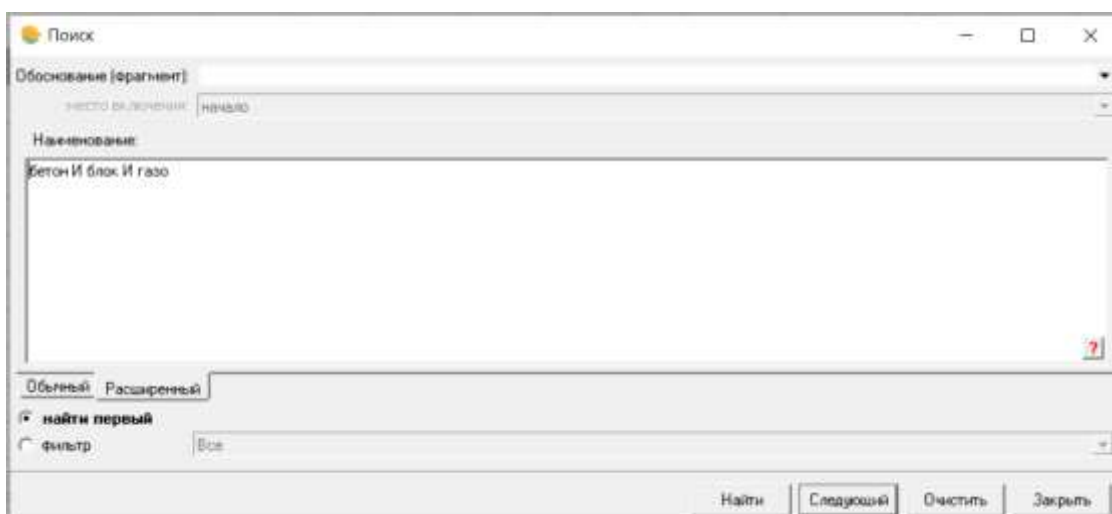 Поиск
Обоснование (фрагмент):
место включения: начало
Наименование:
бетон И блок И газо
?
Обычный Расширенный
найти первый
фильтр Все
Найти Следующий Очистить Закрыть